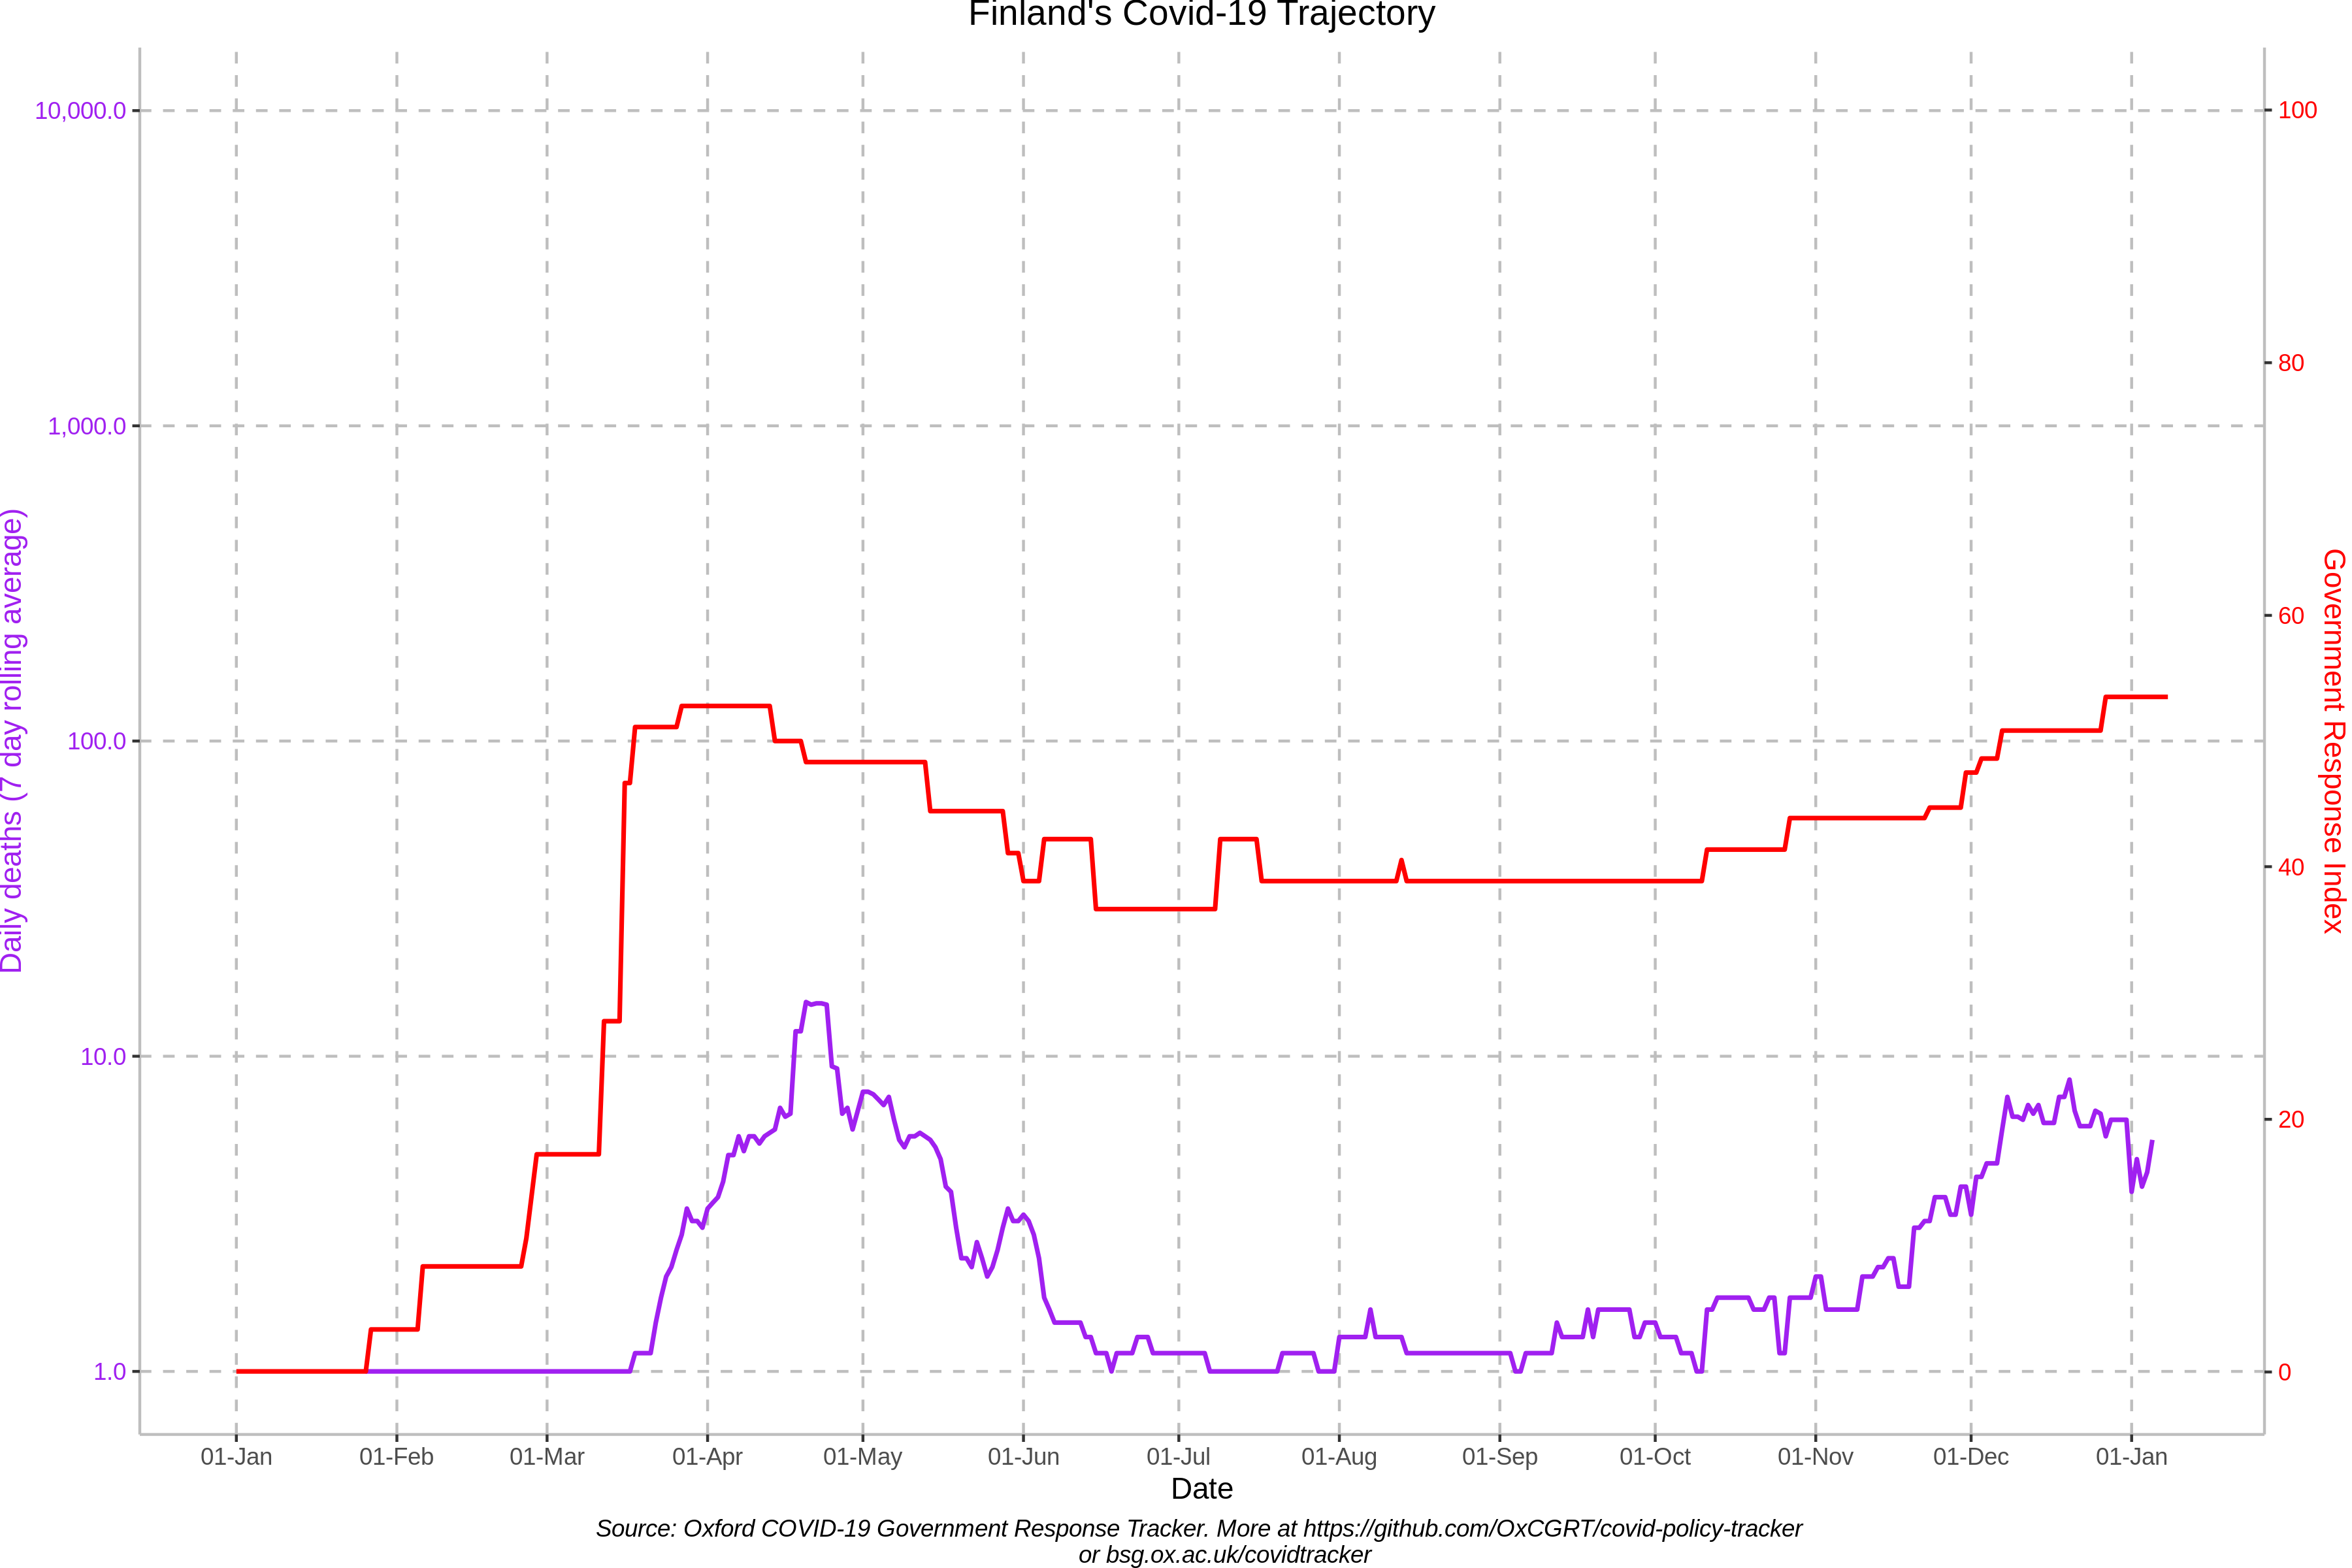 Finland's Covid-19 Trajectory
10,000.0
1,000.0
100.0
10.0
1.0
Daily deaths (7 day rolling average)
100
80
60
40
20
0
Government Response Index
01-Jan 01-Feb 01-Mar 01-Apr 01-May 01-Jun 01-Jul 01-Aug 01-Sep 01-Oct 01-Nov 01-Dec 01-Jan
Date
Source: Oxford COVID-19 Government Response Tracker. More at https://github.com/OxCGRT/covid-policy-tracker
or bsg.ox.ac.uk/covidtracker